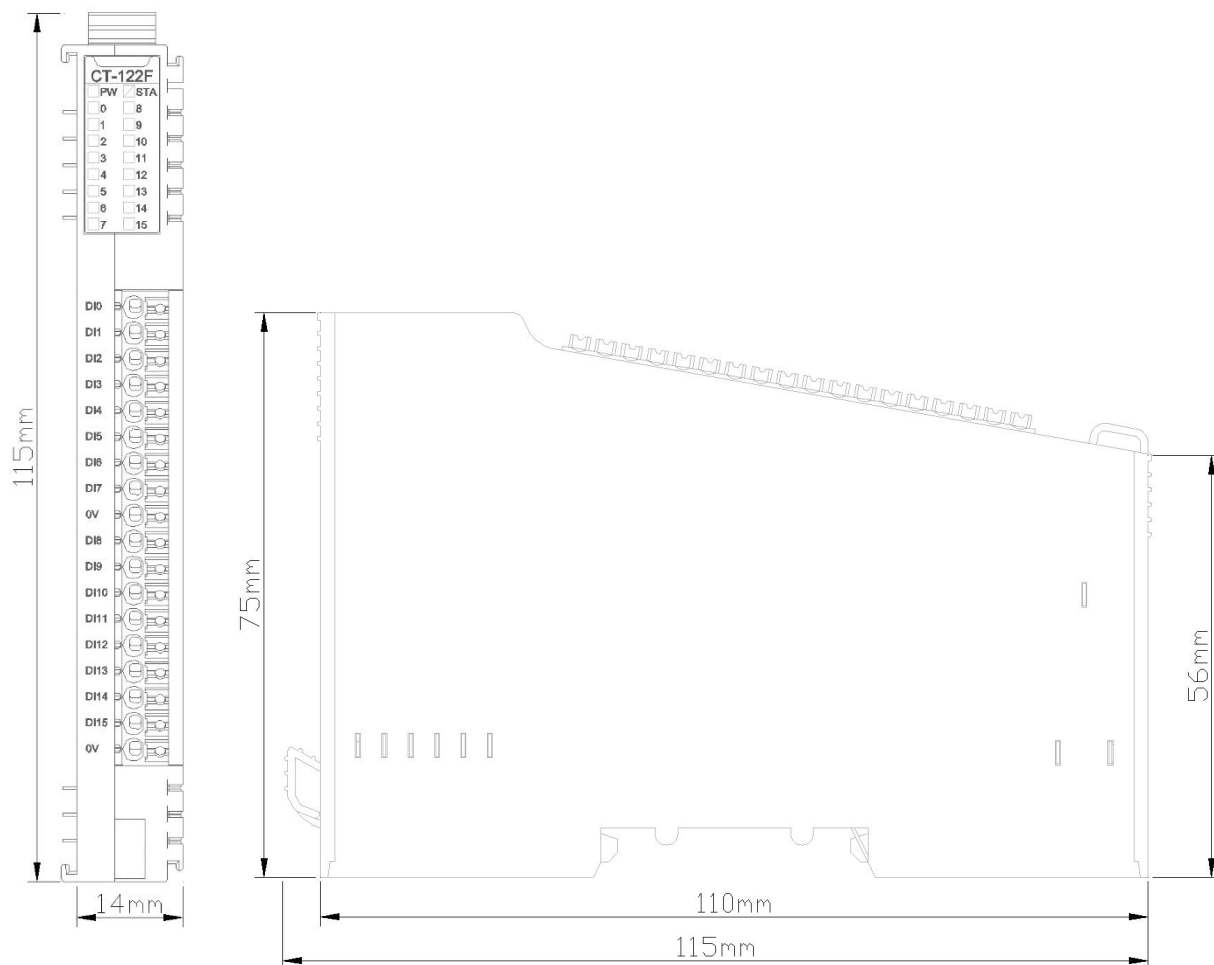 CT-122F
PW STA
0 8
1 9
2 10
3 11
4 12
5 13
6 14
7 15
DI0
DI1
DI2
DI3
DI4
DI5
DI6
DI7
0V
DI8
DI9
DI10
DI11
DI12
DI13
DI14
DI15
0V
115mm
14mm
75mm
56mm
110mm
115mm